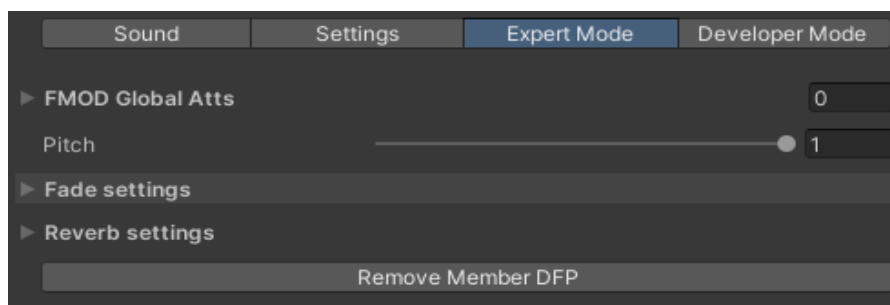 Sound Settings Expert Mode Developer Mode
FMOD Global Atts 0
Pitch 1
Fade settings
Reverb settings
Remove Member DFP